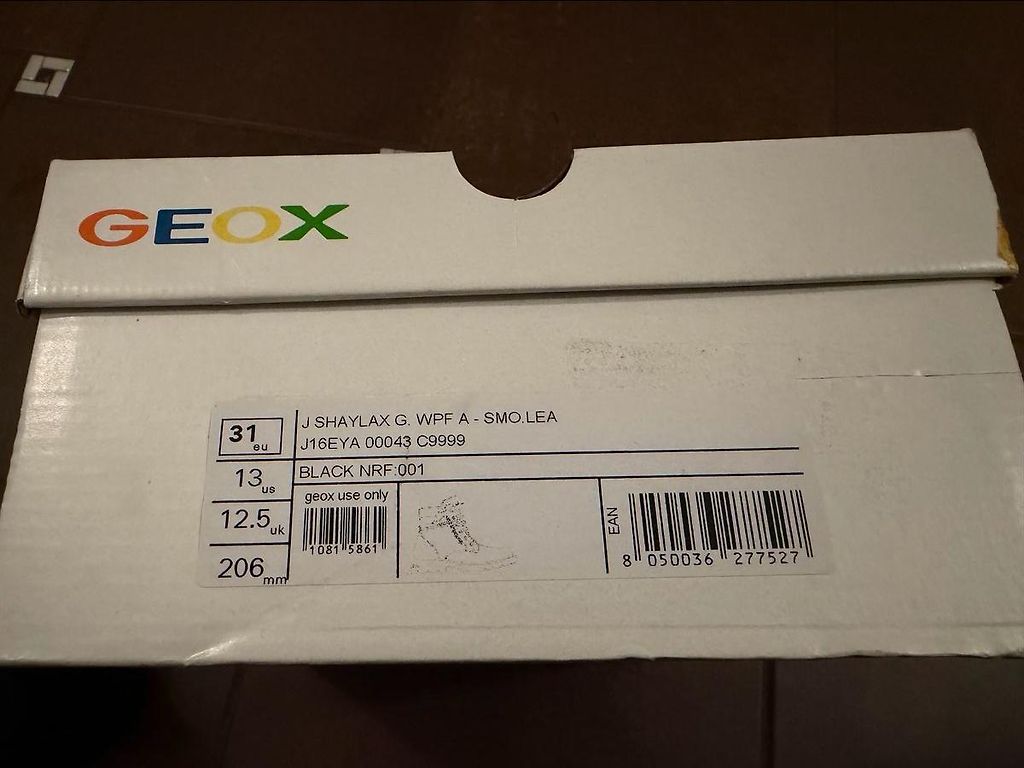 GEOX
31 eu
13 us
12.5 uk
206 mm
J SHAYLAX G. WPF A - SMO.LEA
J16EYA 00043 C9999
BLACK NRF:001
geox use only
1081 5861
EAN
8 050036 277527